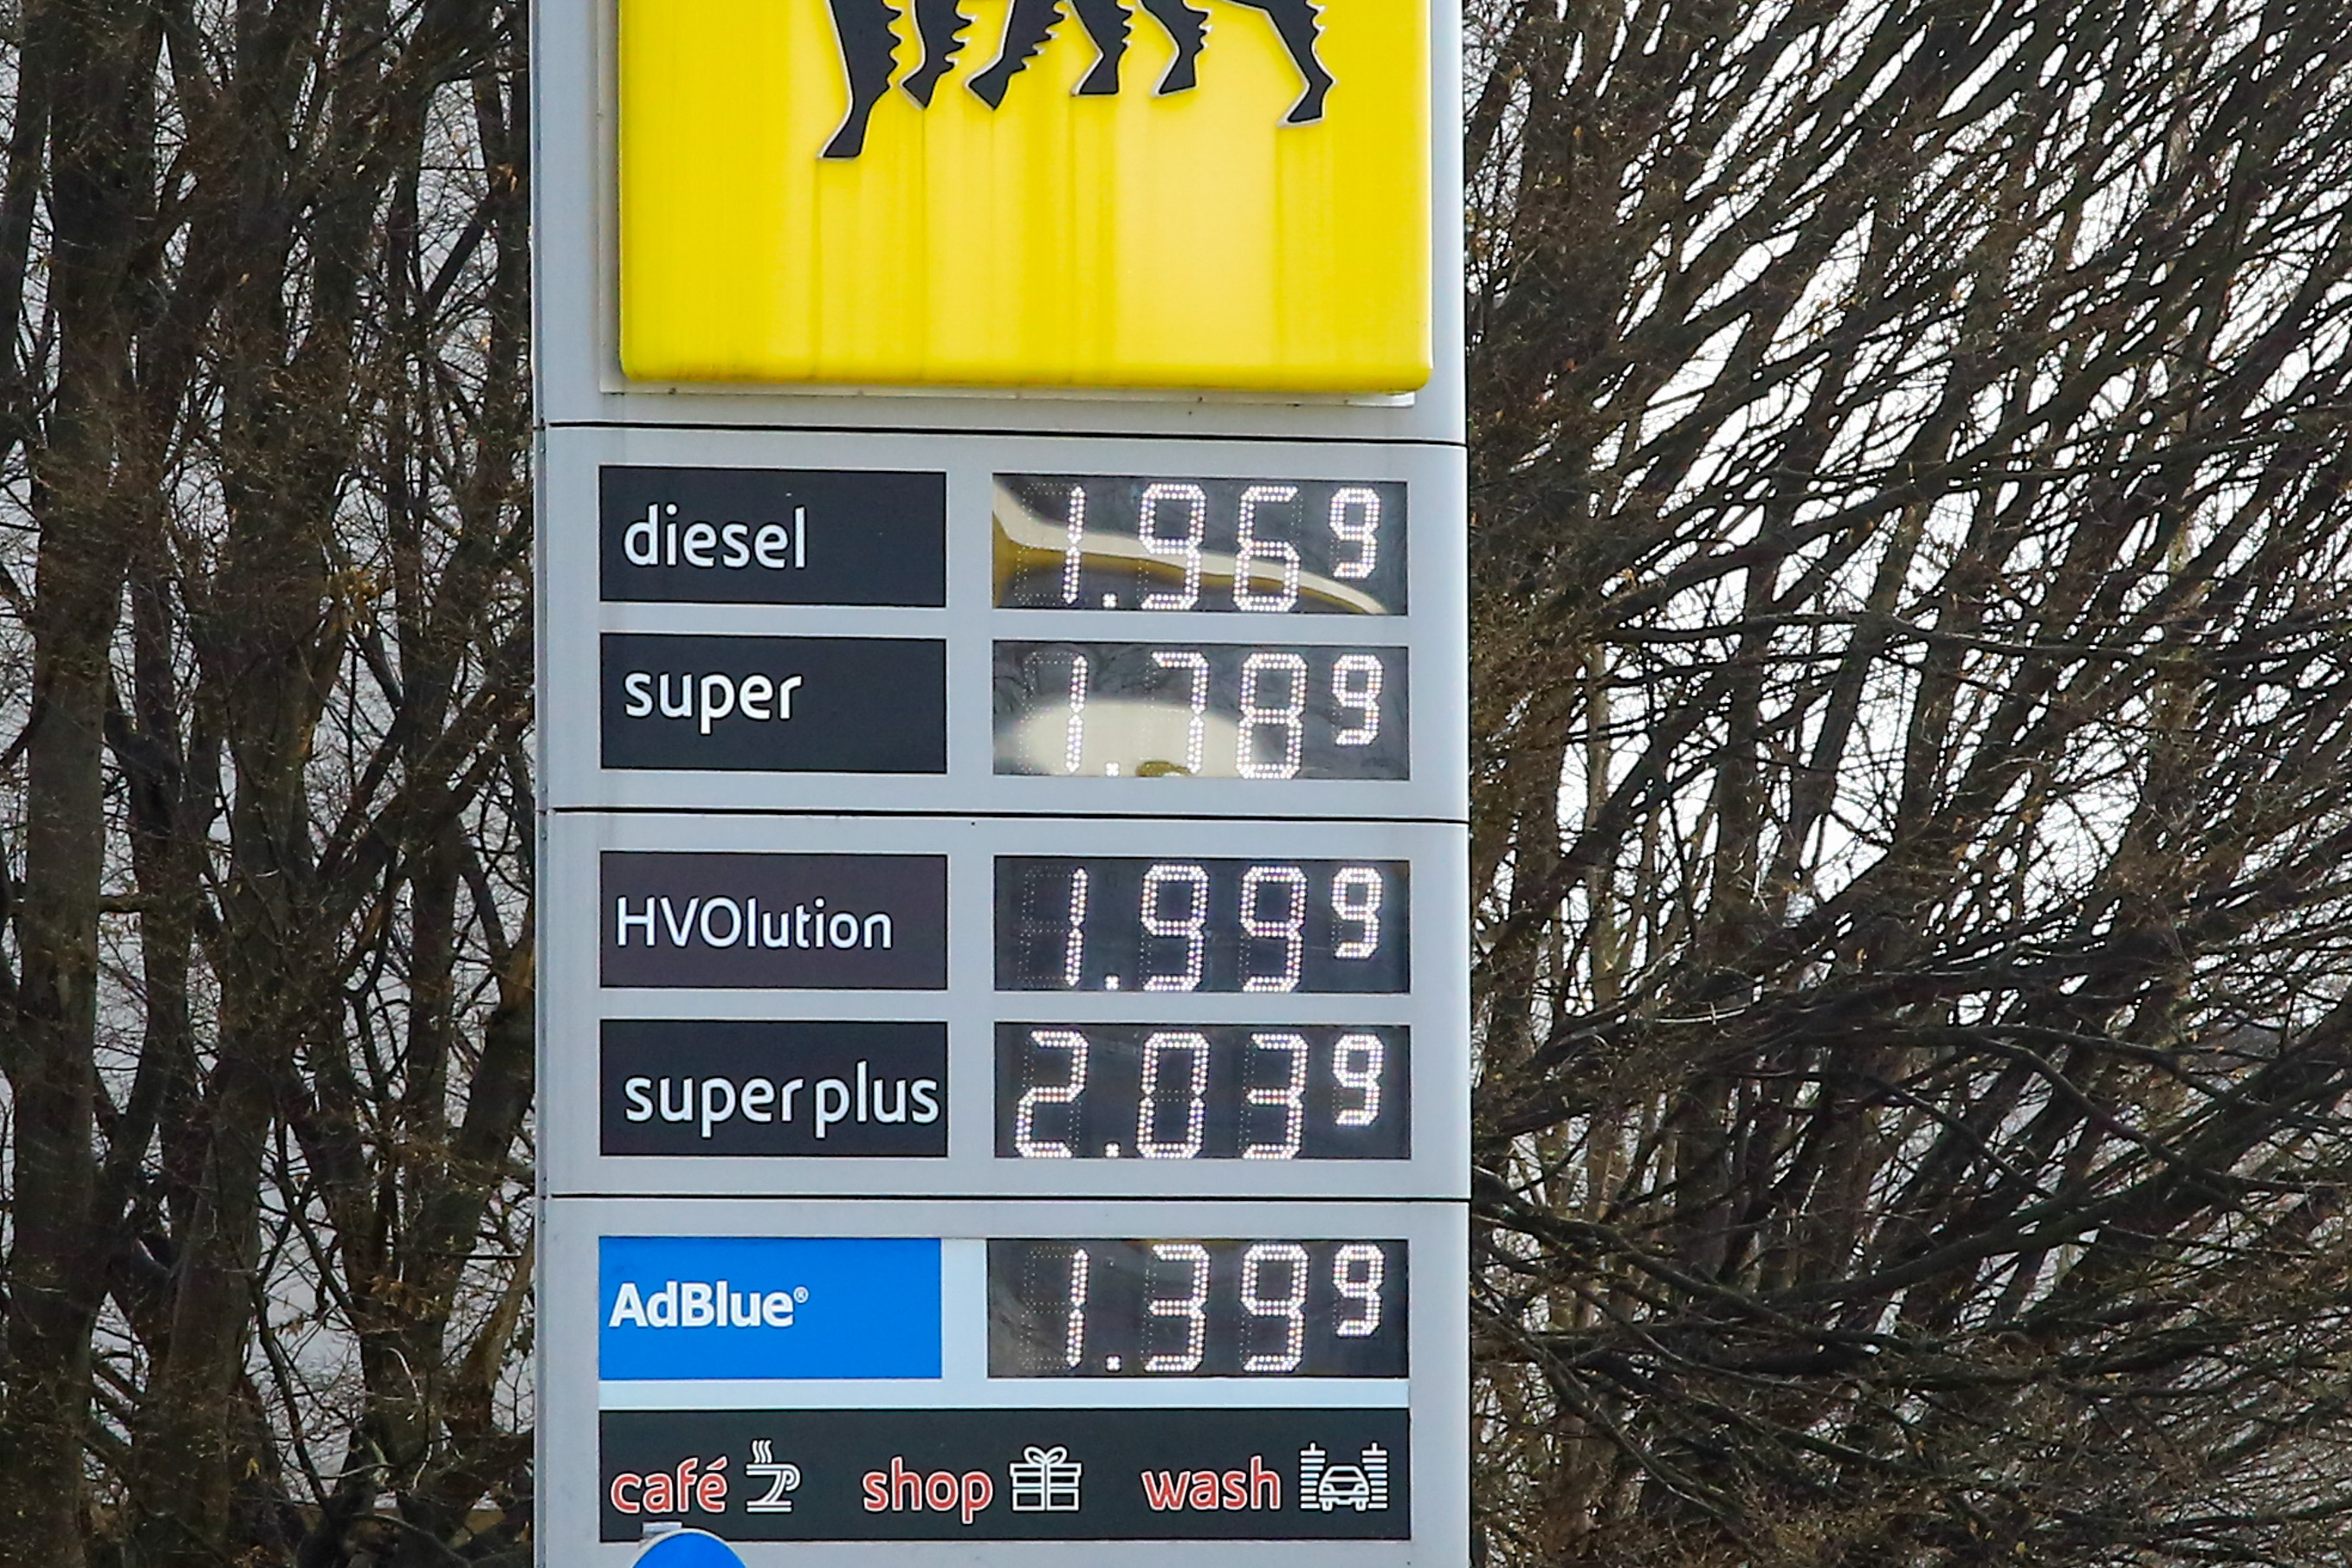 diesel 1.969
super 1.789
HVOlution 1.999
super plus 2.039
AdBlue® 1.399
café shop wash